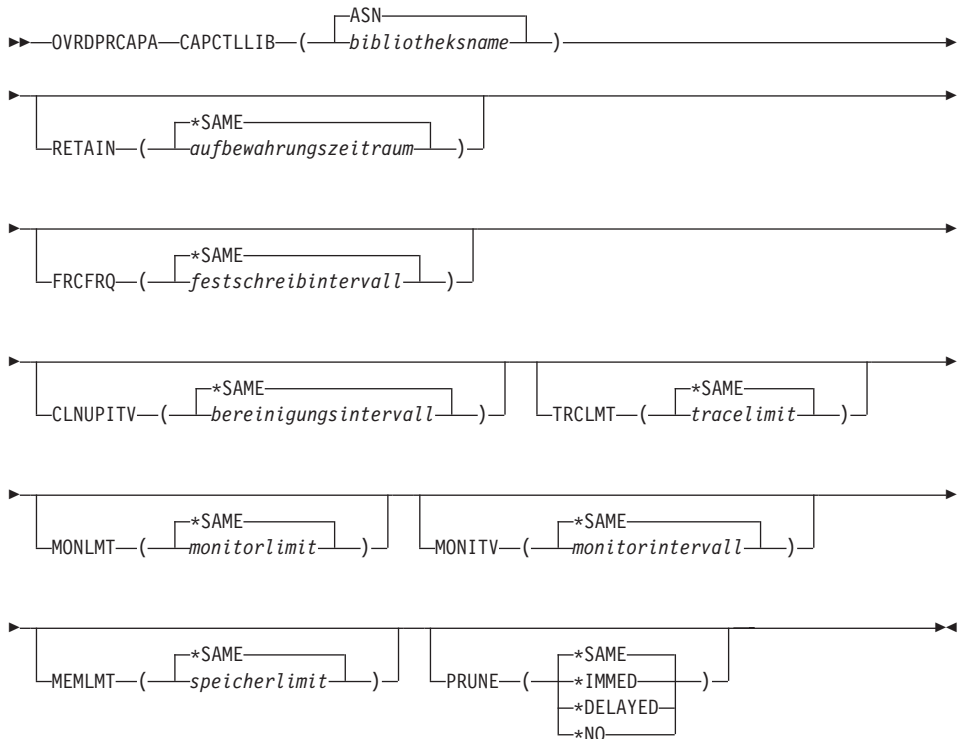 ASN
OVRDPRCAPA CAPCTLLIB ( bibliotheksname )
*SAME
RETAIN ( aufbewahrungszeitraum )
*SAME
FRCFRQ ( festschreibintervall )
*SAME *SAME
CLNUPITV ( bereinigungsintervall ) TRCLMT ( tracelimit )
*SAME *SAME
MONLMT ( monitorlimit ) MONITV ( monitorintervall )
*SAME *SAME
MEMLMT ( speicherlimit ) PRUNE ( *IMMED )
*DELAYED
*NO